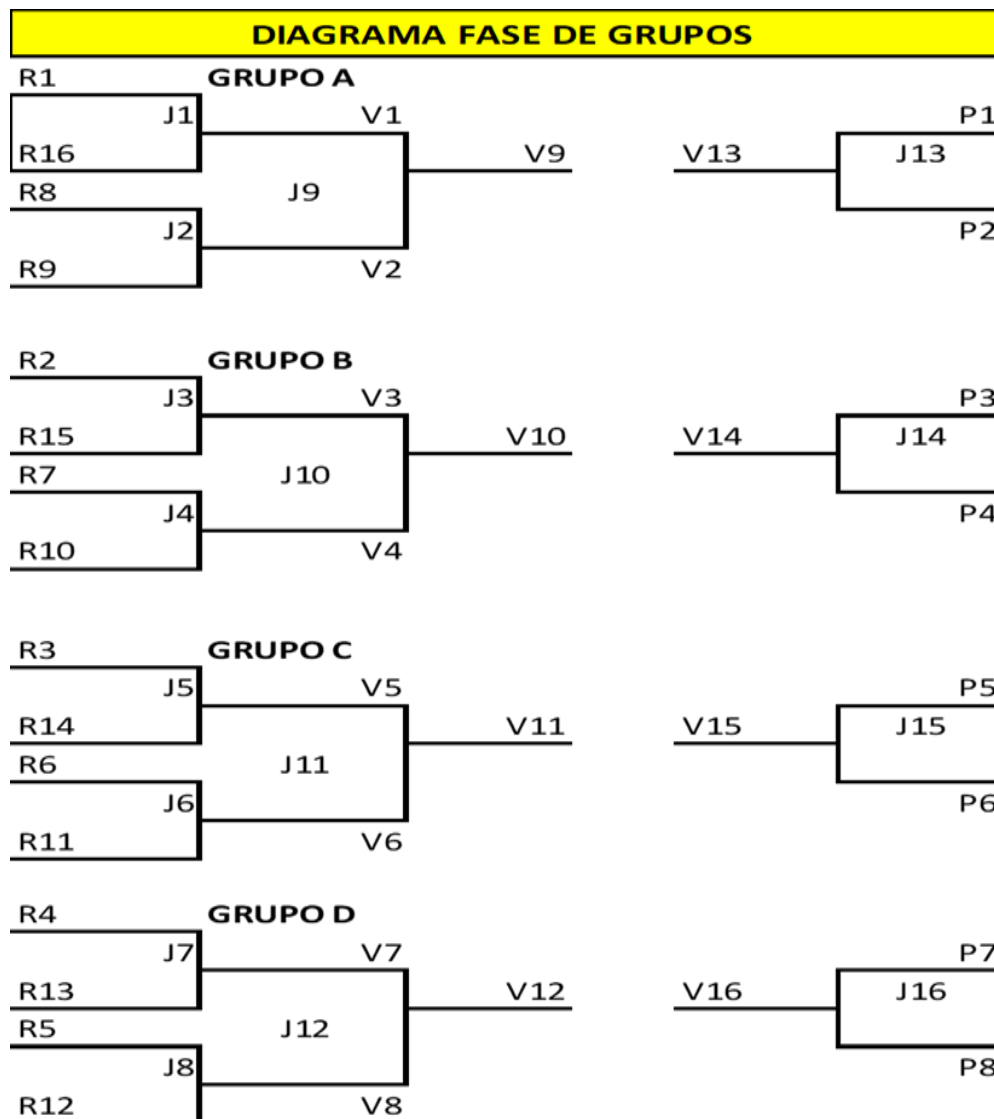 DIAGRAMA FASE DE GRUPOS
R1 GRUPO A
J1 V1 P1
R16 V9 V13 J13
R8 J9
J2 P2
R9 V2
R2 GRUPO B
J3 V3 P3
R15 V10 V14 J14
R7 J10
J4 P4
R10 V4
R3 GRUPO C
J5 V5 P5
R14 V11 V15 J15
R6 J11
J6 P6
R11 V6
R4 GRUPO D
J7 V7 P7
R13 V12 V16 J16
R5 J12
J8 P8
R12 V8